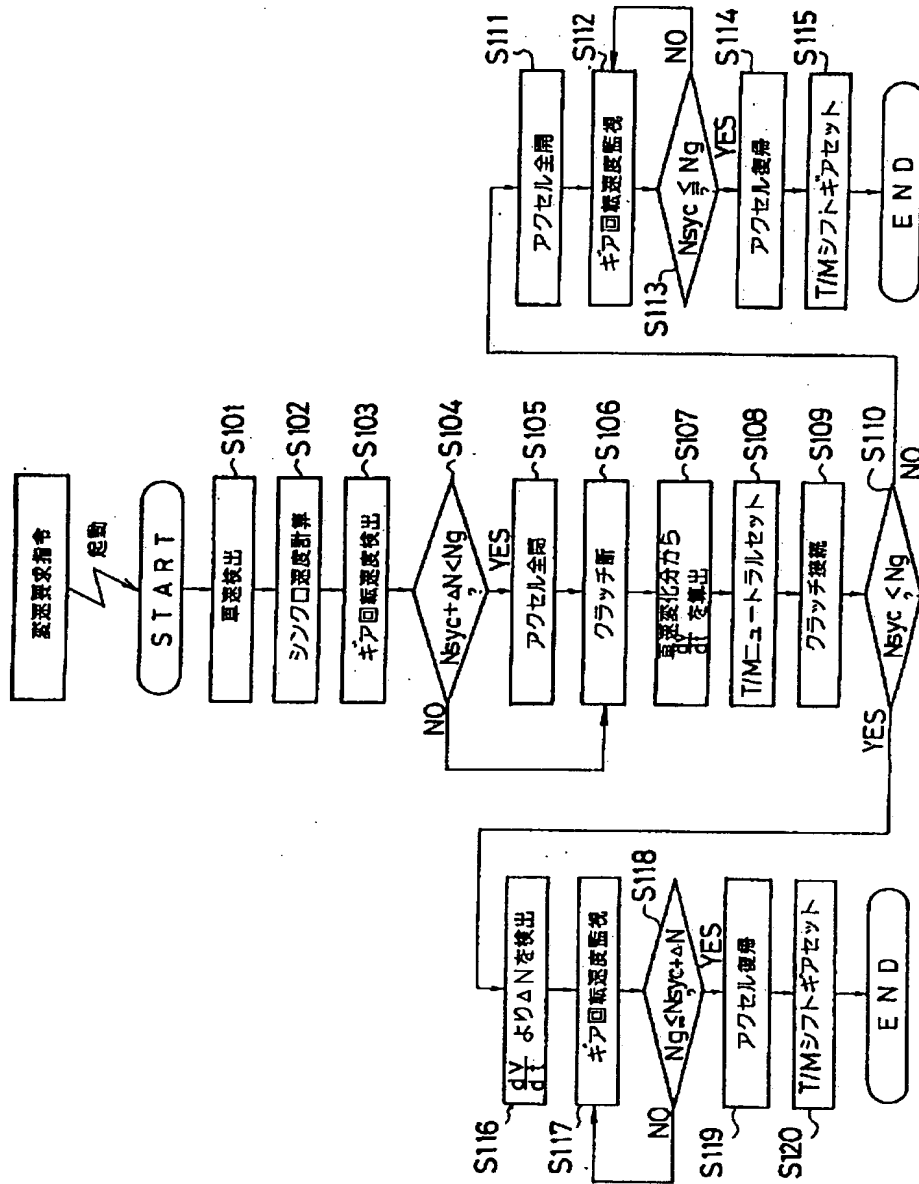 変速要求指令
起動
START
車速検出
S101
シンクロ速度計算
S102
ギア回転速度検出
S103
Nsyc+ΔN<Ng
?
S104
NO
YES
アクセル全閉
S105
クラッチ断
S106
車速変化分から
dv/dt を算出
S107
T/Mニュートラルセット
S108
クラッチ接続
S109
Nsyc<Ng
?
S110
YES
NO
アクセル全開
S111
ギア回転速度監視
S112
Nsyc≦Ng
?
S113
NO
YES
アクセル復帰
S114
T/Mシフトギアセット
S115
END
dv/dt よりΔNを検出
S116
ギア回転速度監視
S117
Ng≦Nsyc+ΔN
?
S118
NO
YES
アクセル復帰
S119
T/Mシフトギアセット
S120
END